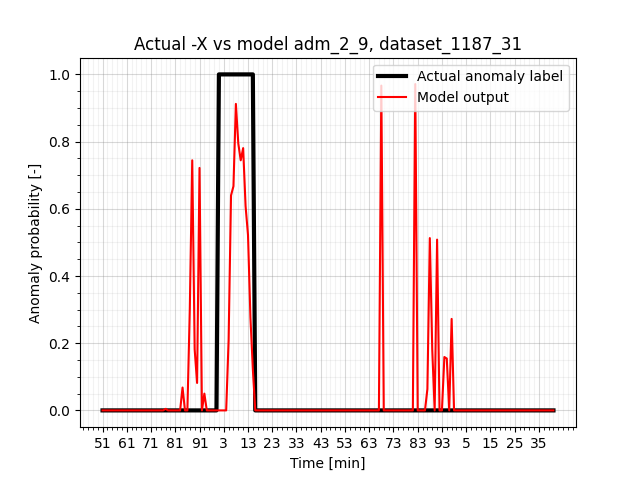 Actual -X vs model adm_2_9, dataset_1187_31
Actual anomaly label
Model output
Anomaly probability [-]
1.0
0.8
0.6
0.4
0.2
0.0
51 61 71 81 91 3 13 23 33 43 53 63 73 83 93 5 15 25 35
Time [min]